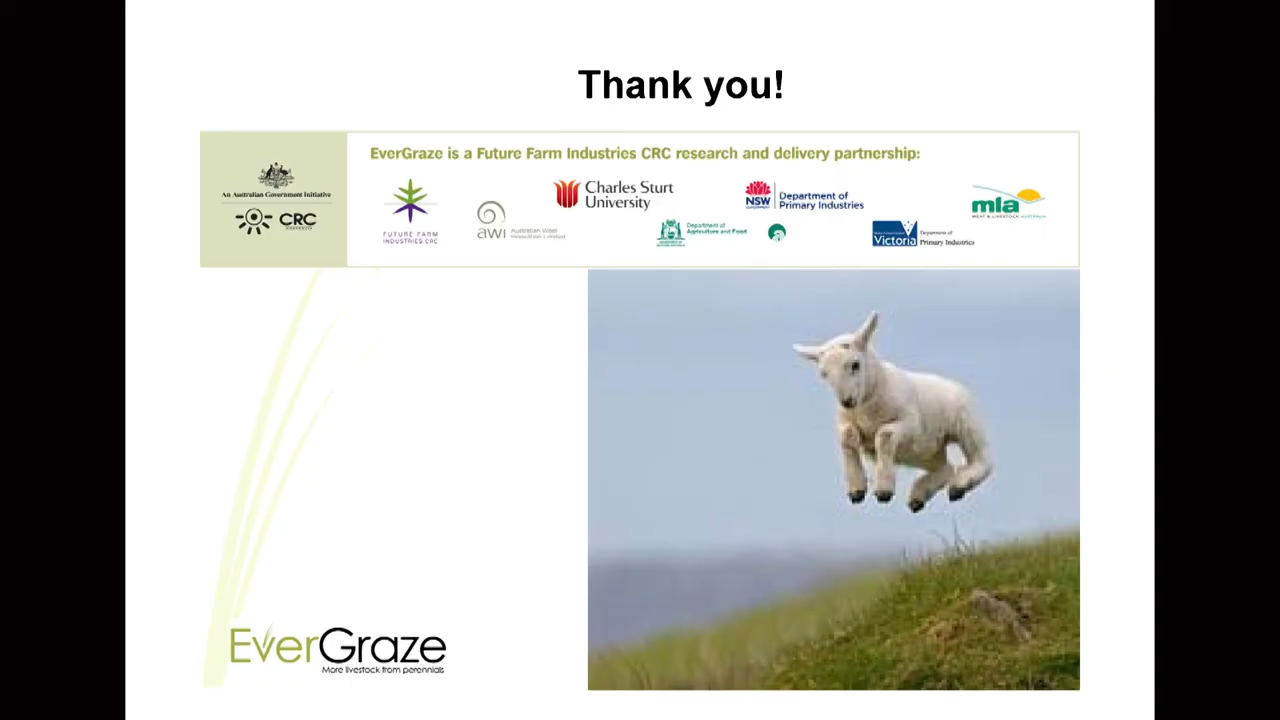 Thank you!
EverGraze is a Future Farm Industries CRC research and delivery partnership:
An Australian Government Initiative
CRC
FUTURE FARM
INDUSTRIES CRC
awi
Australian Wool
Innovation Limited
Charles Sturt
University
Department of
Agriculture and Food
NSW
Department of
Primary Industries
Victoria
Department of
Primary Industries
mla
MEAT & LIVESTOCK AUSTRALIA
EverGraze
More livestock from perennials